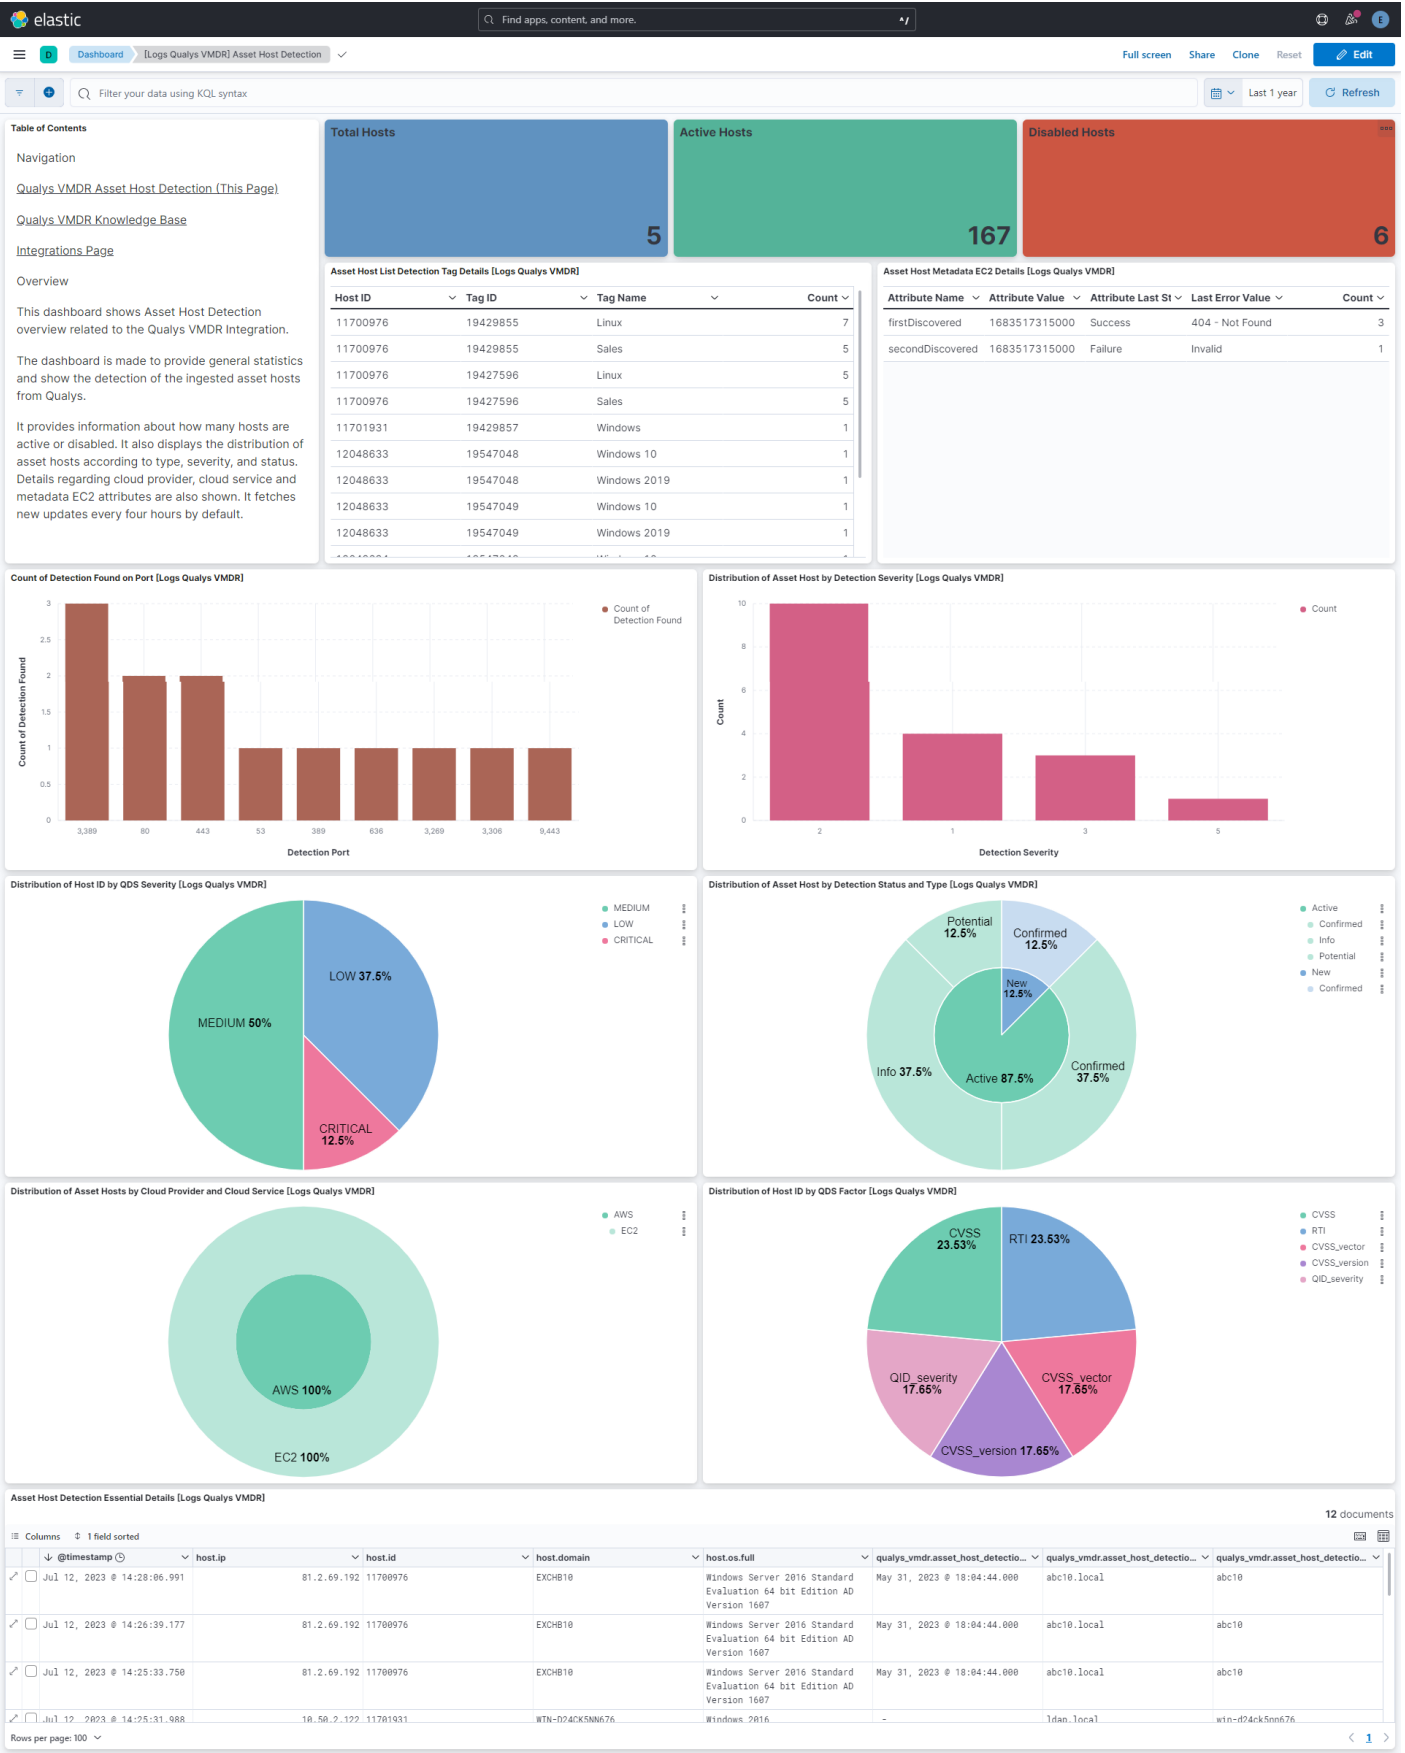 elastic
Find apps, content, and more.
^/
E
D
Dashboard
[Logs Qualys VMDR] Asset Host Detection
Full screen
Share
Clone
Reset
Edit
Filter your data using KQL syntax
Last 1 year
Refresh
Table of Contents
Navigation
Qualys VMDR Asset Host Detection (This Page)
Qualys VMDR Knowledge Base
Integrations Page
Overview
This dashboard shows Asset Host Detection
overview related to the Qualys VMDR Integration.
The dashboard is made to provide general statistics
and show the detection of the ingested asset hosts
from Qualys.
It provides information about how many hosts are
active or disabled. It also displays the distribution of
asset hosts according to type, severity, and status.
Details regarding cloud provider, cloud service and
metadata EC2 attributes are also shown. It fetches
new updates every four hours by default.
Total Hosts
5
Active Hosts
167
Disabled Hosts
6
Asset Host List Detection Tag Details [Logs Qualys VMDR]
Host ID Tag ID Tag Name Count
11700976 19429855 Linux 7
11700976 19429855 Sales 5
11700976 19427596 Linux 5
11700976 19427596 Sales 5
11701931 19429857 Windows 1
12048633 19547048 Windows 10 1
12048633 19547048 Windows 2019 1
12048633 19547049 Windows 10 1
12048633 19547049 Windows 2019 1
Asset Host Metadata EC2 Details [Logs Qualys VMDR]
Attribute Name Attribute Value Attribute Last St Last Error Value Count
firstDiscovered 1683517315000 Success 404 - Not Found 3
secondDiscovered 1683517315000 Failure Invalid 1
Count of Detection Found on Port [Logs Qualys VMDR]
Count of Detection Found
3
2.5
2
1.5
1
0.5
0
3,389 80 443 53 389 636 3,269 3,306 9,443
Detection Port
Count of
Detection Found
Distribution of Asset Host by Detection Severity [Logs Qualys VMDR]
Count
10
8
6
4
2
0
2 1 3 5
Detection Severity
Count
Distribution of Host ID by QDS Severity [Logs Qualys VMDR]
LOW 37.5%
MEDIUM 50%
CRITICAL
12.5%
MEDIUM
LOW
CRITICAL
Distribution of Asset Host by Detection Status and Type [Logs Qualys VMDR]
Potential
12.5%
Confirmed
12.5%
New
12.5%
Info 37.5%
Active 87.5%
Confirmed
37.5%
Active
Confirmed
Info
Potential
New
Confirmed
Distribution of Asset Hosts by Cloud Provider and Cloud Service [Logs Qualys VMDR]
AWS 100%
EC2 100%
AWS
EC2
Distribution of Host ID by QDS Factor [Logs Qualys VMDR]
CVSS
23.53%
RTI 23.53%
QID_severity
17.65%
CVSS_vector
17.65%
CVSS_version 17.65%
CVSS
RTI
CVSS_vector
CVSS_version
QID_severity
Asset Host Detection Essential Details [Logs Qualys VMDR]
12 documents
Columns
1 field sorted
@timestamp host.ip host.id host.domain host.os.full qualys_vmdr.asset_host_detectio... qualys_vmdr.asset_host_detectio... qualys_vmdr.asset_host_detectio...
Jul 12, 2023 @ 14:28:06.991 81.2.69.192 11700976 EXCHB10 Windows Server 2016 Standard May 31, 2023 @ 18:04:44.000 abc10.local abc10
Evaluation 64 bit Edition AD
Version 1607
Jul 12, 2023 @ 14:26:39.177 81.2.69.192 11700976 EXCHB10 Windows Server 2016 Standard May 31, 2023 @ 18:04:44.000 abc10.local abc10
Evaluation 64 bit Edition AD
Version 1607
Jul 12, 2023 @ 14:25:33.750 81.2.69.192 11700976 EXCHB10 Windows Server 2016 Standard May 31, 2023 @ 18:04:44.000 abc10.local abc10
Evaluation 64 bit Edition AD
Version 1607
Jul 12, 2023 @ 14:25:31.988 10.50.2.122 11701931 WIN-D24CK5NN676 Windows 2016 - ldap.local win-d24ck5nn676
Rows per page: 100
1